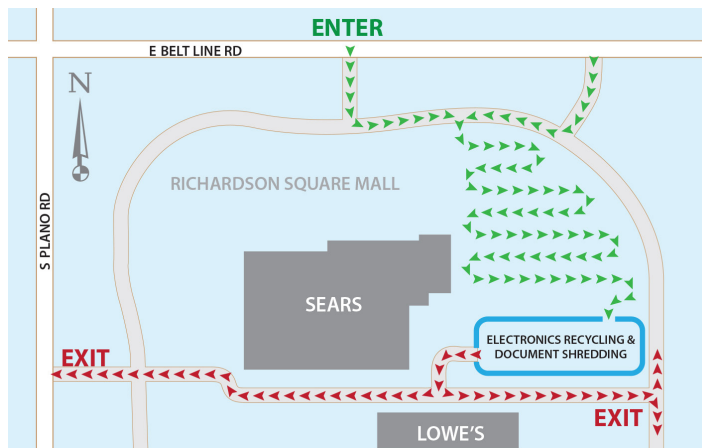 ENTER
E BELT LINE RD
N
RICHARDSON SQUARE MALL
S PLANO RD
SEARS
ELECTRONICS RECYCLING &
DOCUMENT SHREDDING
EXIT
EXIT
LOWE'S